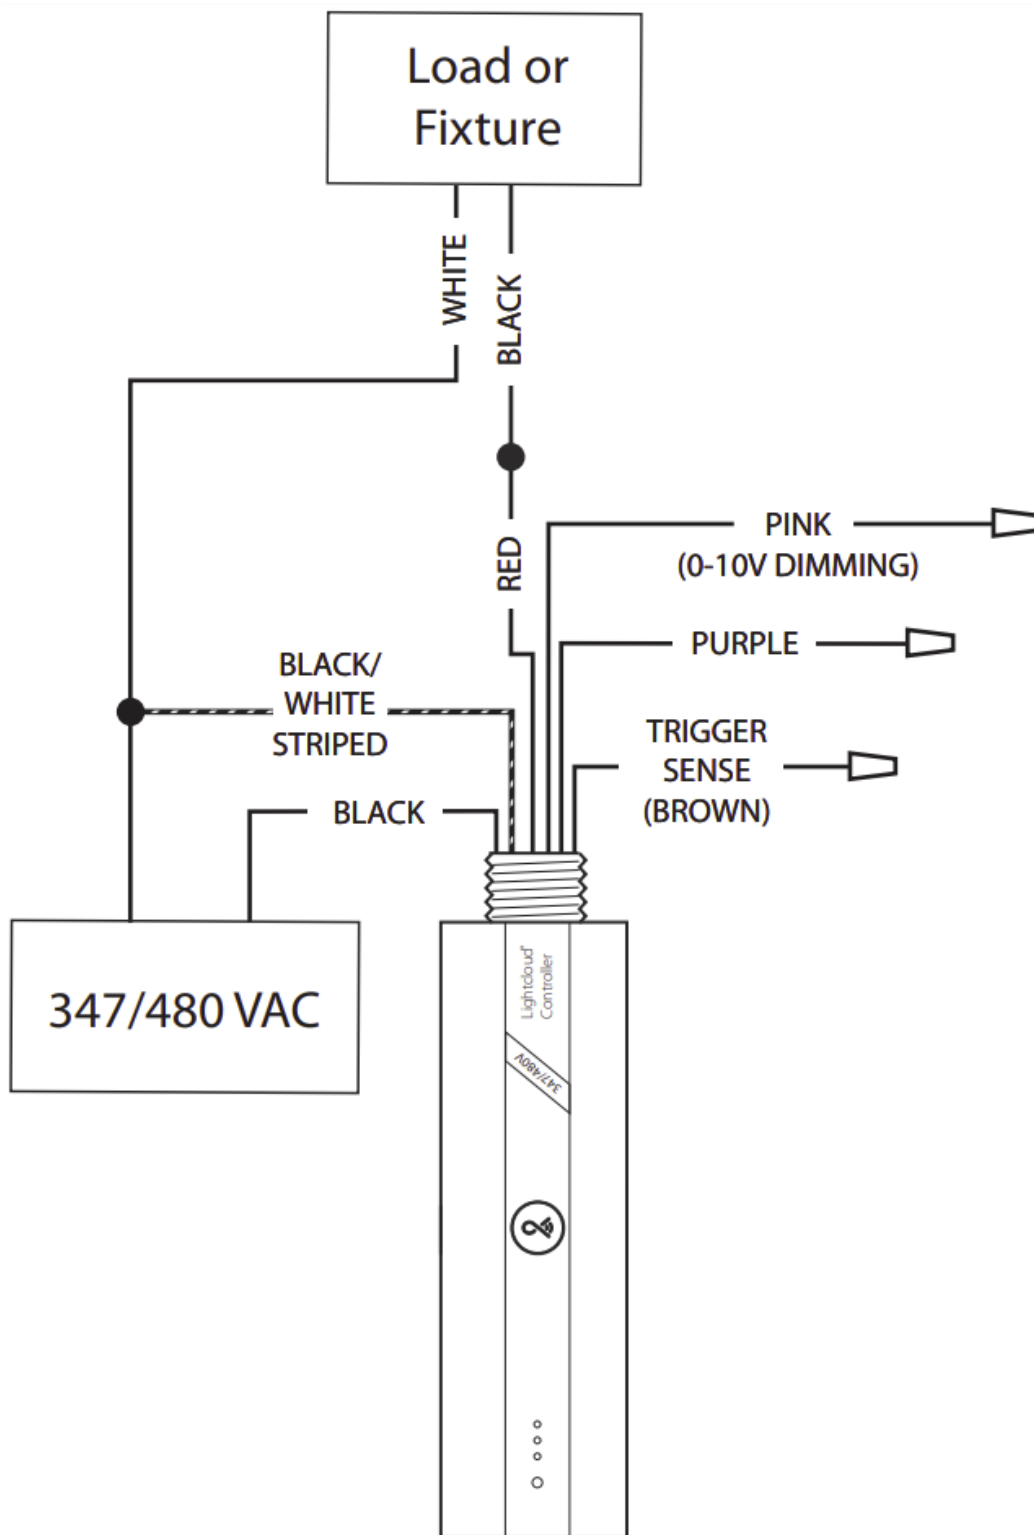 Load or
Fixture
WHITE
BLACK
RED
PINK
(0-10V DIMMING)
PURPLE
BLACK/
WHITE
STRIPED
TRIGGER
SENSE
(BROWN)
BLACK
347/480 VAC
Lightcloud®
Controller
347/480V